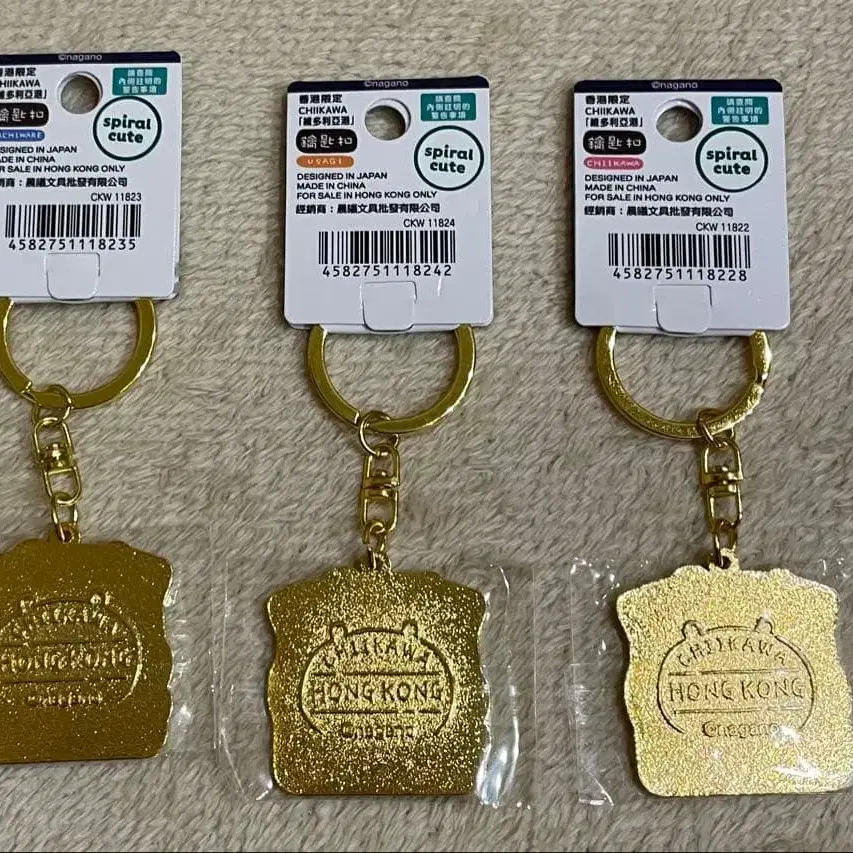 ©nagano
香港限定
CHIIKAWA
「維多利亞港」
請查閱
內側註明的
警告事項
鑰匙扣
spiral
cute
HACHIWARE
DESIGNED IN JAPAN
MADE IN CHINA
FOR SALE IN HONG KONG ONLY
經銷商：晨曦文具批發有限公司
CKW 11823
4582751118235
CHIIKAWA
HONG KONG
©nagano
©nagano
香港限定
CHIIKAWA
「維多利亞港」
請查閱
內側註明的
警告事項
鑰匙扣
spiral
cute
USAGI
DESIGNED IN JAPAN
MADE IN CHINA
FOR SALE IN HONG KONG ONLY
經銷商：晨曦文具批發有限公司
CKW 11824
4582751118242
CHIIKAWA
HONG KONG
©nagano
©nagano
香港限定
CHIIKAWA
「維多利亞港」
請查閱
內側註明的
警告事項
鑰匙扣
spiral
cute
CHIIKAWA
DESIGNED IN JAPAN
MADE IN CHINA
FOR SALE IN HONG KONG ONLY
經銷商：晨曦文具批發有限公司
CKW 11822
4582751118228
CHIIKAWA
HONG KONG
©nagano